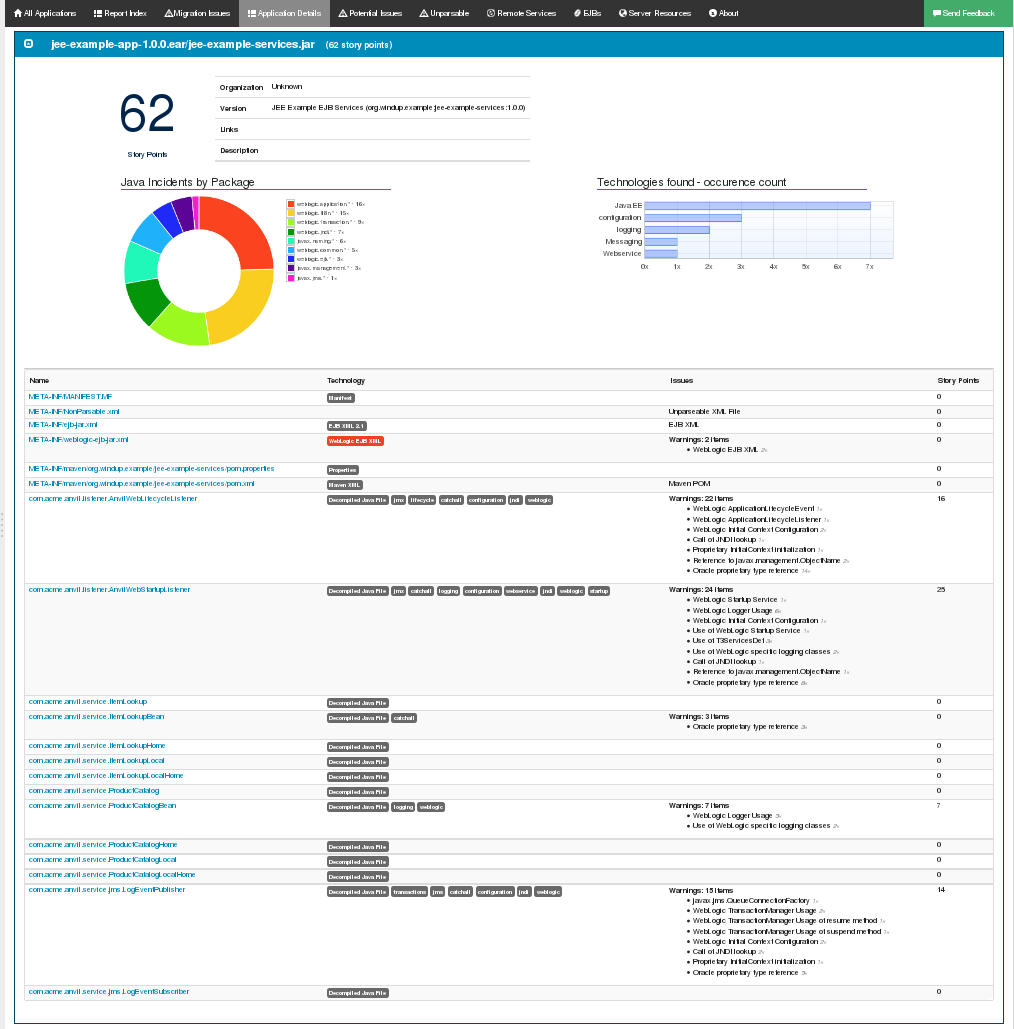 All Applications Report Index Migration Issues Application Details Potential Issues Unparsable Remote Services EJBs Server Resources About Send Feedback
jee-example-app-1.0.0.ear/jee-example-services.jar (62 story points)
62
Story Points
Organization Unknown
Version JEE Example EJB Services (org.windup.example:jee-example-services:1.0.0)
Links
Description
Java Incidents by Package
weblogic.application.* - 16x
weblogic.i18n.* - 15x
weblogic.transaction.* - 9x
weblogic.jndi.* - 7x
javax.naming.* - 6x
weblogic.common.* - 5x
weblogic.ejb.* - 3x
javax.management.* - 3x
javax.jms.* - 1x
Technologies found - occurence count
Java EE
configuration
logging
Messaging
Webservice
0x 1x 2x 3x 4x 5x 6x 7x
Name Technology Issues Story Points
META-INF/MANIFEST.MF Manifest 0
META-INF/NonParsable.xml Unparseable XML File 0
META-INF/ejb-jar.xml EJB XML 2.1 EJB XML 0
META-INF/weblogic-ejb-jar.xml WebLogic EJB XML Warnings: 2 items 0
WebLogic EJB XML 2x
META-INF/maven/org.windup.example/jee-example-services/pom.properties Properties 0
META-INF/maven/org.windup.example/jee-example-services/pom.xml Maven XML Maven POM 0
com.acme.anvil.listener.AnvilWebLifecycleListener Decompiled Java File jmx lifecycle catchall configuration jndi weblogic Warnings: 22 items 16
WebLogic ApplicationLifecycleEvent 1x
WebLogic ApplicationLifecycleListener 1x
WebLogic Initial Context Configuration 2x
Call of JNDI lookup 1x
Proprietary InitialContext initialization 1x
Reference to javax.management.ObjectName 2x
Oracle proprietary type reference 14x
com.acme.anvil.listener.AnvilWebStartupListener Decompiled Java File jmx catchall logging configuration webservice jndi weblogic startup Warnings: 24 items 25
WebLogic Startup Service 1x
WebLogic Logger Usage 6x
WebLogic Initial Context Configuration 1x
Use of WebLogic Startup Service 1x
Use of T3ServicesDef 3x
Use of WebLogic specific logging classes 2x
Call of JNDI lookup 1x
Reference to javax.management.ObjectName 1x
Oracle proprietary type reference 8x
com.acme.anvil.service.ItemLookup Decompiled Java File 0
com.acme.anvil.service.ItemLookupBean Decompiled Java File catchall Warnings: 3 items 0
Oracle proprietary type reference 3x
com.acme.anvil.service.ItemLookupHome Decompiled Java File 0
com.acme.anvil.service.ItemLookupLocal Decompiled Java File 0
com.acme.anvil.service.ItemLookupLocalHome Decompiled Java File 0
com.acme.anvil.service.ProductCatalog Decompiled Java File 0
com.acme.anvil.service.ProductCatalogBean Decompiled Java File logging weblogic Warnings: 7 items 7
WebLogic Logger Usage 5x
Use of WebLogic specific logging classes 2x
com.acme.anvil.service.ProductCatalogHome Decompiled Java File 0
com.acme.anvil.service.ProductCatalogLocal Decompiled Java File 0
com.acme.anvil.service.ProductCatalogLocalHome Decompiled Java File 0
com.acme.anvil.service.jms.LogEventPublisher Decompiled Java File transactions jms catchall configuration jndi weblogic Warnings: 15 items 14
javax.jms.QueueConnectionFactory 1x
WebLogic TransactionManager Usage 2x
WebLogic TransactionManager Usage of resume method 1x
WebLogic TransactionManager Usage of suspend method 1x
WebLogic Initial Context Configuration 2x
Call of JNDI lookup 2x
Proprietary InitialContext initialization 1x
Oracle proprietary type reference 5x
com.acme.anvil.service.jms.LogEventSubscriber Decompiled Java File 0